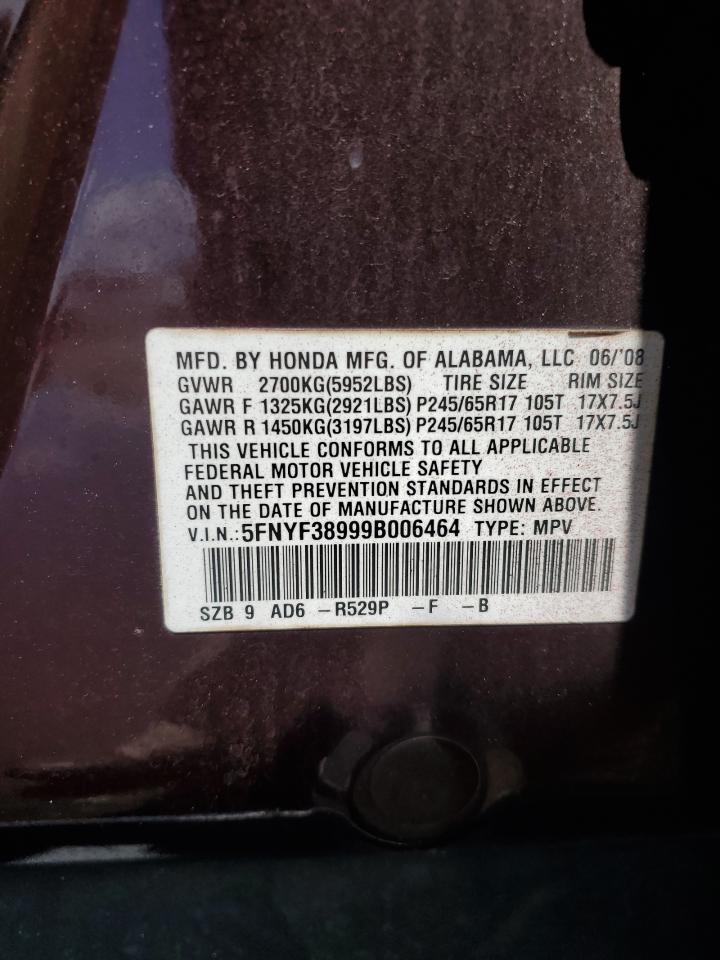 MFD. BY HONDA MFG. OF ALABAMA, LLC 06/'08
GVWR 2700KG(5952LBS) TIRE SIZE RIM SIZE
GAWR F 1325KG(2921LBS) P245/65R17 105T 17X7.5J
GAWR R 1450KG(3197LBS) P245/65R17 105T 17X7.5J
THIS VEHICLE CONFORMS TO ALL APPLICABLE
FEDERAL MOTOR VEHICLE SAFETY
AND THEFT PREVENTION STANDARDS IN EFFECT
ON THE DATE OF MANUFACTURE SHOWN ABOVE.
V.I.N.:5FNYF38999B006464 TYPE: MPV
SZB 9 AD6 -R529P -F -B